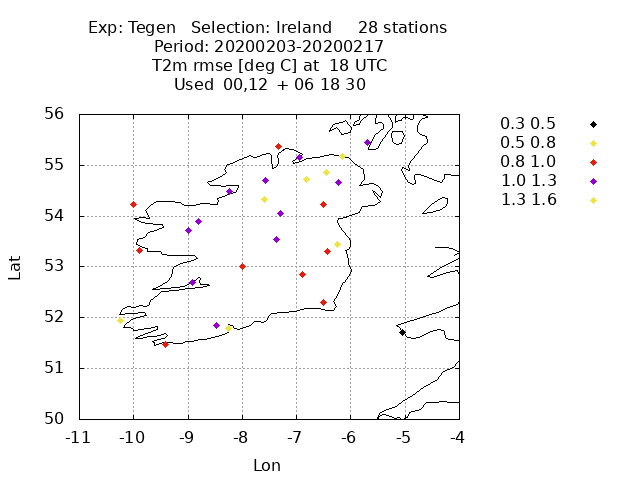 Exp: Tegen   Selection: Ireland     28 stations
Period: 20200203-20200217
T2m rmse [deg C] at  18 UTC
Used  00,12  + 06 18 30
0.3 0.5
0.5 0.8
0.8 1.0
1.0 1.3
1.3 1.6
56
55
54
53
52
51
50
Lat
-11 -10 -9 -8 -7 -6 -5 -4
Lon